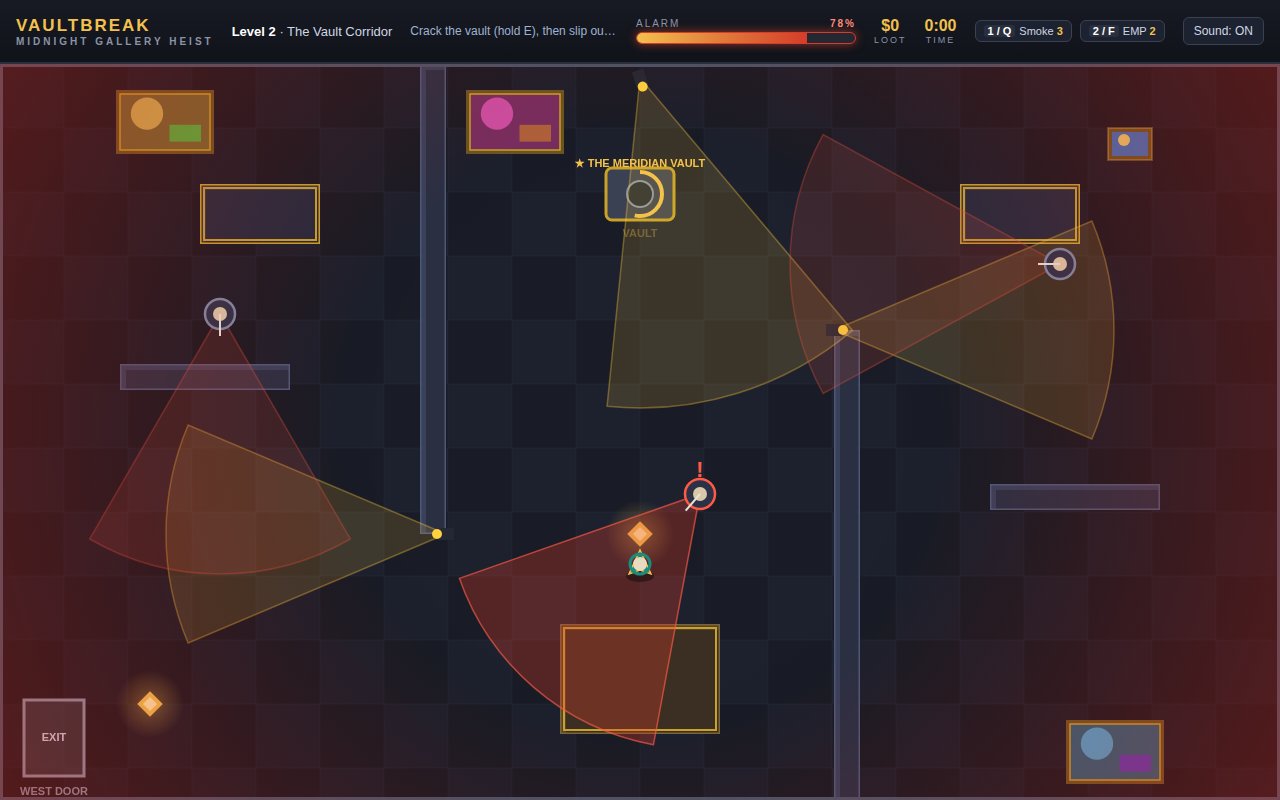 VAULTBREAK
MIDNIGHT GALLERY HEIST
Level 2 · The Vault Corridor
Crack the vault (hold E), then slip ou…
ALARM 78%
$0
LOOT
0:00
TIME
1 / Q Smoke 3
2 / F EMP 2
Sound: ON
★ THE MERIDIAN VAULT
VAULT
!
EXIT
WEST DOOR